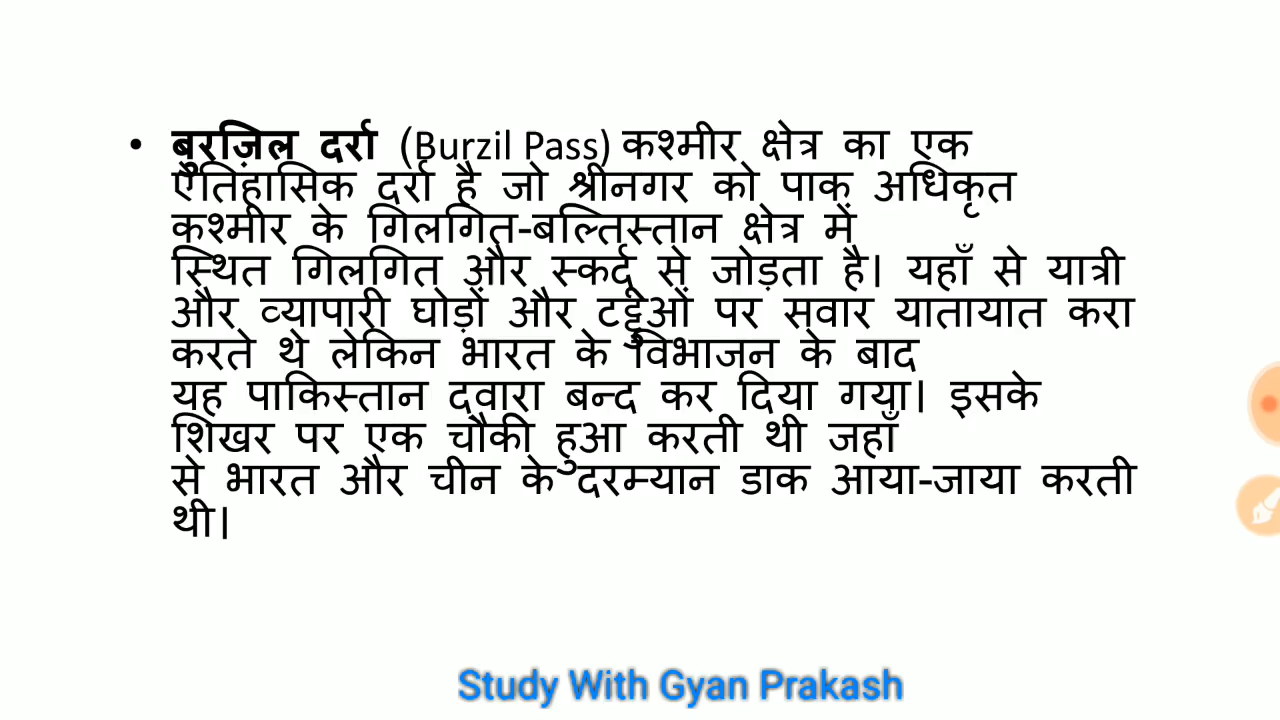 • बुरज़िल दर्रा (Burzil Pass) कश्मीर क्षेत्र का एक
ऐतिहासिक दर्रा है जो श्रीनगर को पाक अधिकृत
कश्मीर के गिलगित-बल्तिस्तान क्षेत्र में
स्थित गिलगित और स्कर्दू से जोड़ता है। यहाँ से यात्री
और व्यापारी घोड़ों और टट्टुओं पर सवार यातायात करा
करते थे लेकिन भारत के विभाजन के बाद
यह पाकिस्तान दवारा बन्द कर दिया गया। इसके
शिखर पर एक चौकी हुआ करती थी जहाँ
से भारत और चीन के दरम्यान डाक आया-जाया करती
थी।
Study With Gyan Prakash